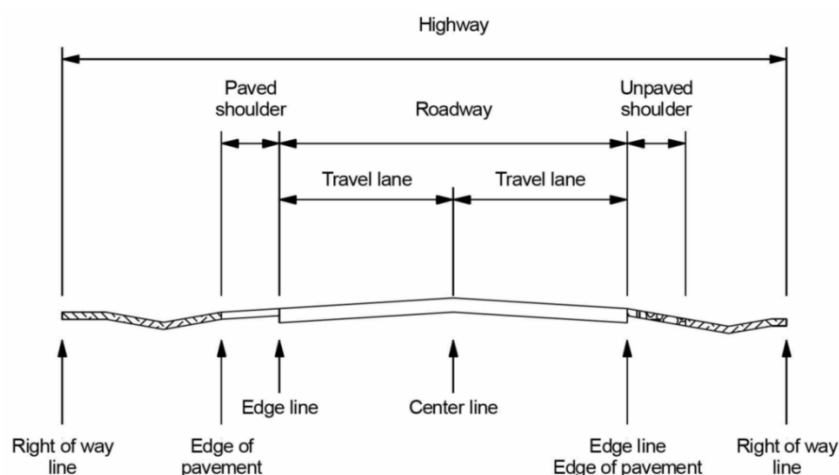 Highway
Paved
shoulder
Roadway
Unpaved
shoulder
Travel lane
Travel lane
Edge line
Center line
Right of way
line
Edge of
pavement
Edge line
Edge of pavement
Right of way
line